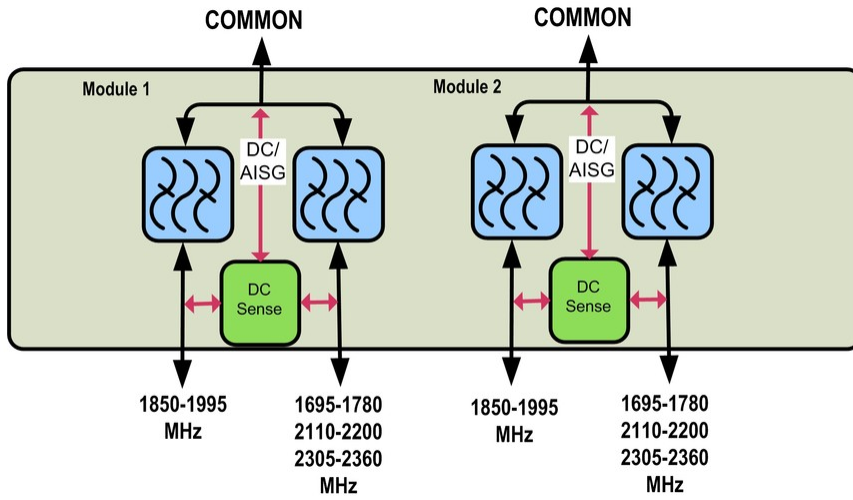 COMMON
COMMON
Module 1
Module 2
DC/
AISG
DC
Sense
DC/
AISG
DC
Sense
1850-1995
MHz
1695-1780
2110-2200
2305-2360
MHz
1850-1995
MHz
1695-1780
2110-2200
2305-2360
MHz